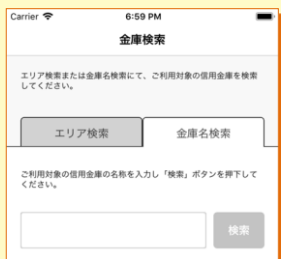 Carrier 6:59 PM
金庫検索
エリア検索または金庫名検索にて、ご利用対象の信用金庫を検索
してください。
エリア検索 金庫名検索
ご利用対象の信用金庫の名称を入力し「検索」ボタンを押下して
ください。
検索